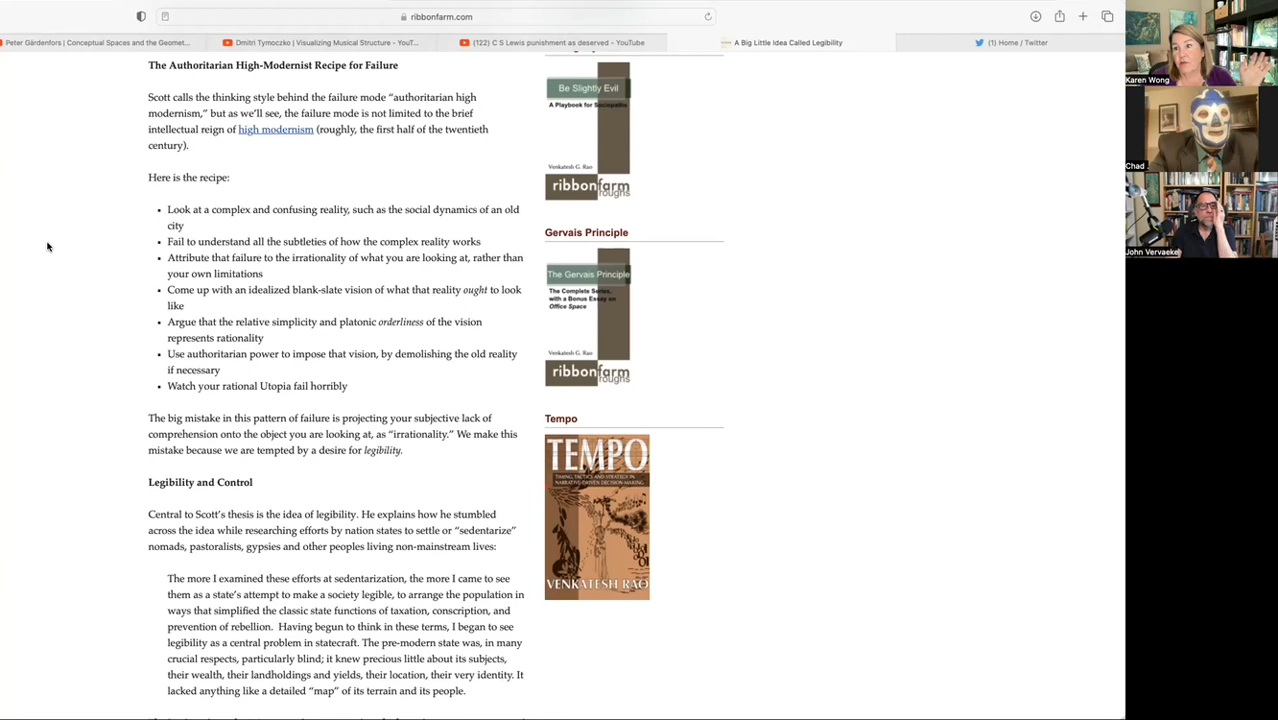 ribbonfarm.com
Peter Gärdenfors | Conceptual Spaces and the Geomet...
Dmitri Tymoczko | Visualizing Musical Structure - YouT...
(122) C S Lewis punishment as deserved – YouTube
A Big Little Idea Called Legibility
(1) Home / Twitter
The Authoritarian High-Modernist Recipe for Failure
Scott calls the thinking style behind the failure mode “authoritarian high
modernism,” but as we’ll see, the failure mode is not limited to the brief
intellectual reign of high modernism (roughly, the first half of the twentieth
century).
Here is the recipe:
• Look at a complex and confusing reality, such as the social dynamics of an old
city
• Fail to understand all the subtleties of how the complex reality works
• Attribute that failure to the irrationality of what you are looking at, rather than
your own limitations
• Come up with an idealized blank-slate vision of what that reality ought to look
like
• Argue that the relative simplicity and platonic orderliness of the vision
represents rationality
• Use authoritarian power to impose that vision, by demolishing the old reality
if necessary
• Watch your rational Utopia fail horribly
The big mistake in this pattern of failure is projecting your subjective lack of
comprehension onto the object you are looking at, as “irrationality.” We make this
mistake because we are tempted by a desire for legibility.
Legibility and Control
Central to Scott’s thesis is the idea of legibility. He explains how he stumbled
across the idea while researching efforts by nation states to settle or “sedentarize”
nomads, pastoralists, gypsies and other peoples living non-mainstream lives:
The more I examined these efforts at sedentarization, the more I came to see
them as a state’s attempt to make a society legible, to arrange the population in
ways that simplified the classic state functions of taxation, conscription, and
prevention of rebellion. Having begun to think in these terms, I began to see
legibility as a central problem in statecraft. The pre-modern state was, in many
crucial respects, particularly blind; it knew precious little about its subjects,
their wealth, their landholdings and yields, their location, their very identity. It
lacked anything like a detailed “map” of its terrain and its people.
Be Slightly Evil
A Playbook for Sociopaths
Venkatesh G. Rao
ribbonfarm
roughs
Gervais Principle
The Gervais Principle
The Complete Series,
with a Bonus Essay on
Office Space
Venkatesh G. Rao
ribbonfarm
roughs
Tempo
TEMPO
TIMING, TACTICS AND STRATEGY IN
NARRATIVE-DRIVEN DECISION-MAKING
VENKATESH RAO
Karen Wong
Chad
John Vervaeke